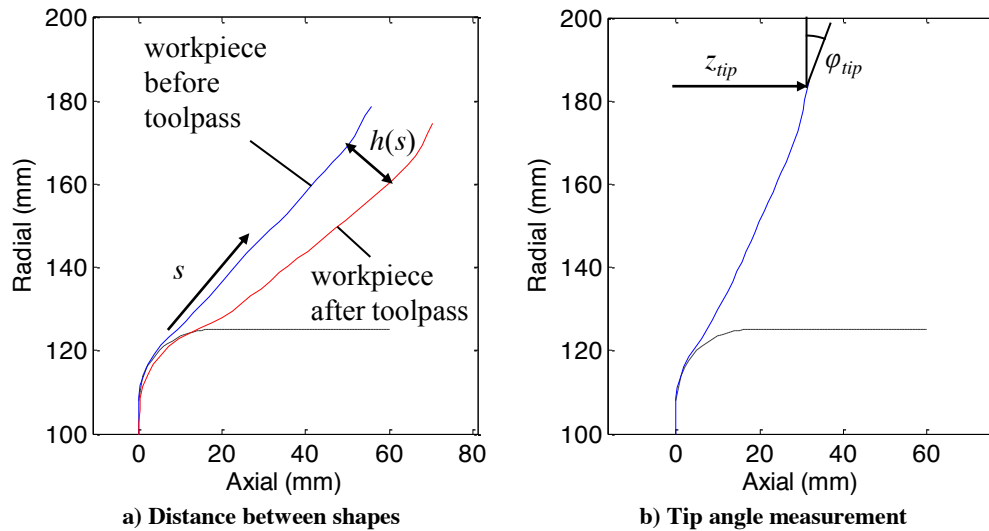 200
180
160
140
120
100
Radial (mm)
workpiece
before
toolpass
h(s)
s
workpiece
after toolpass
0
20
40
60
80
Axial (mm)
a) Distance between shapes
200
180
160
140
120
100
Radial (mm)
z_tip
φ_tip
0
20
40
60
Axial (mm)
b) Tip angle measurement